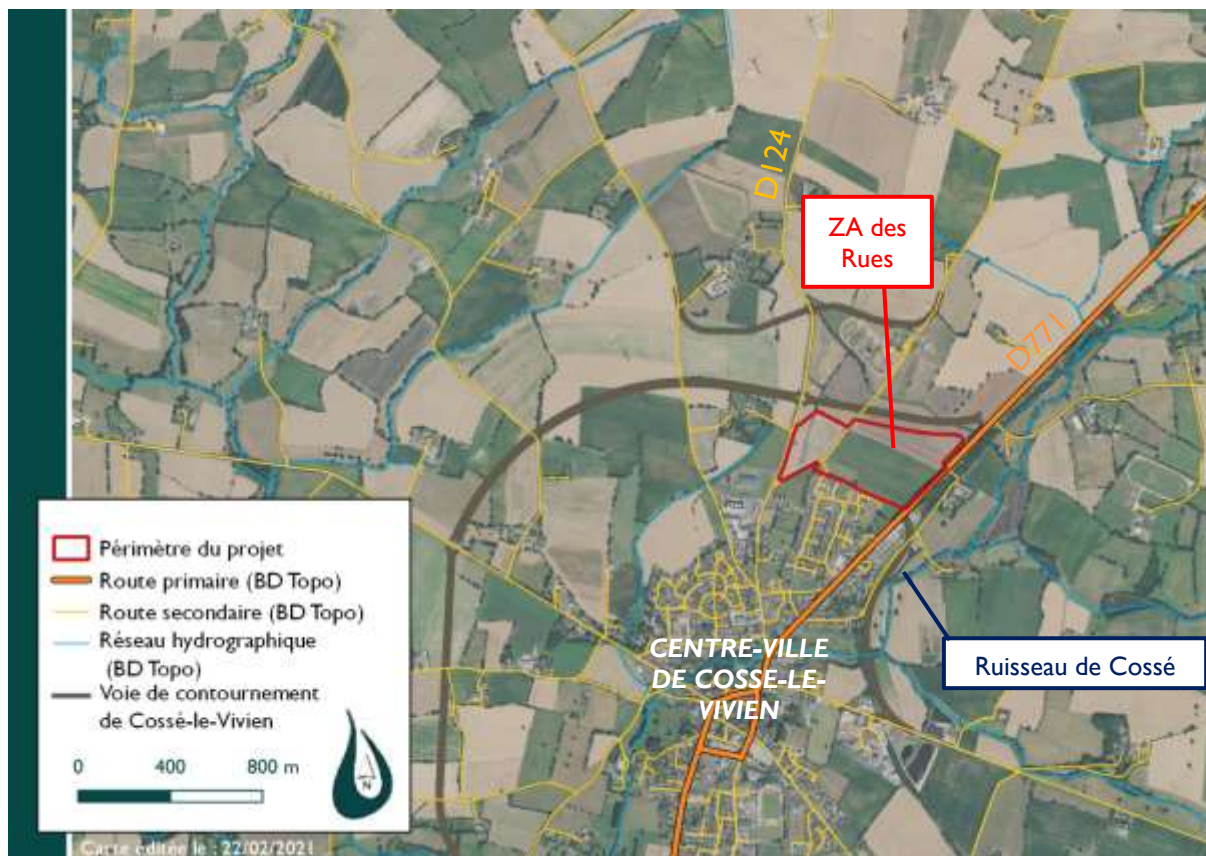 D124
ZA des
Rues
D771
Périmètre du projet
Route primaire (BD Topo)
Route secondaire (BD Topo)
Réseau hydrographique
(BD Topo)
Voie de contournement
de Cossé-le-Vivien
0 400 800 m
N
CENTRE-VILLE
DE COSSE-LE-
VIVIEN
Ruisseau de Cossé
Carte éditée le : 22/02/2021